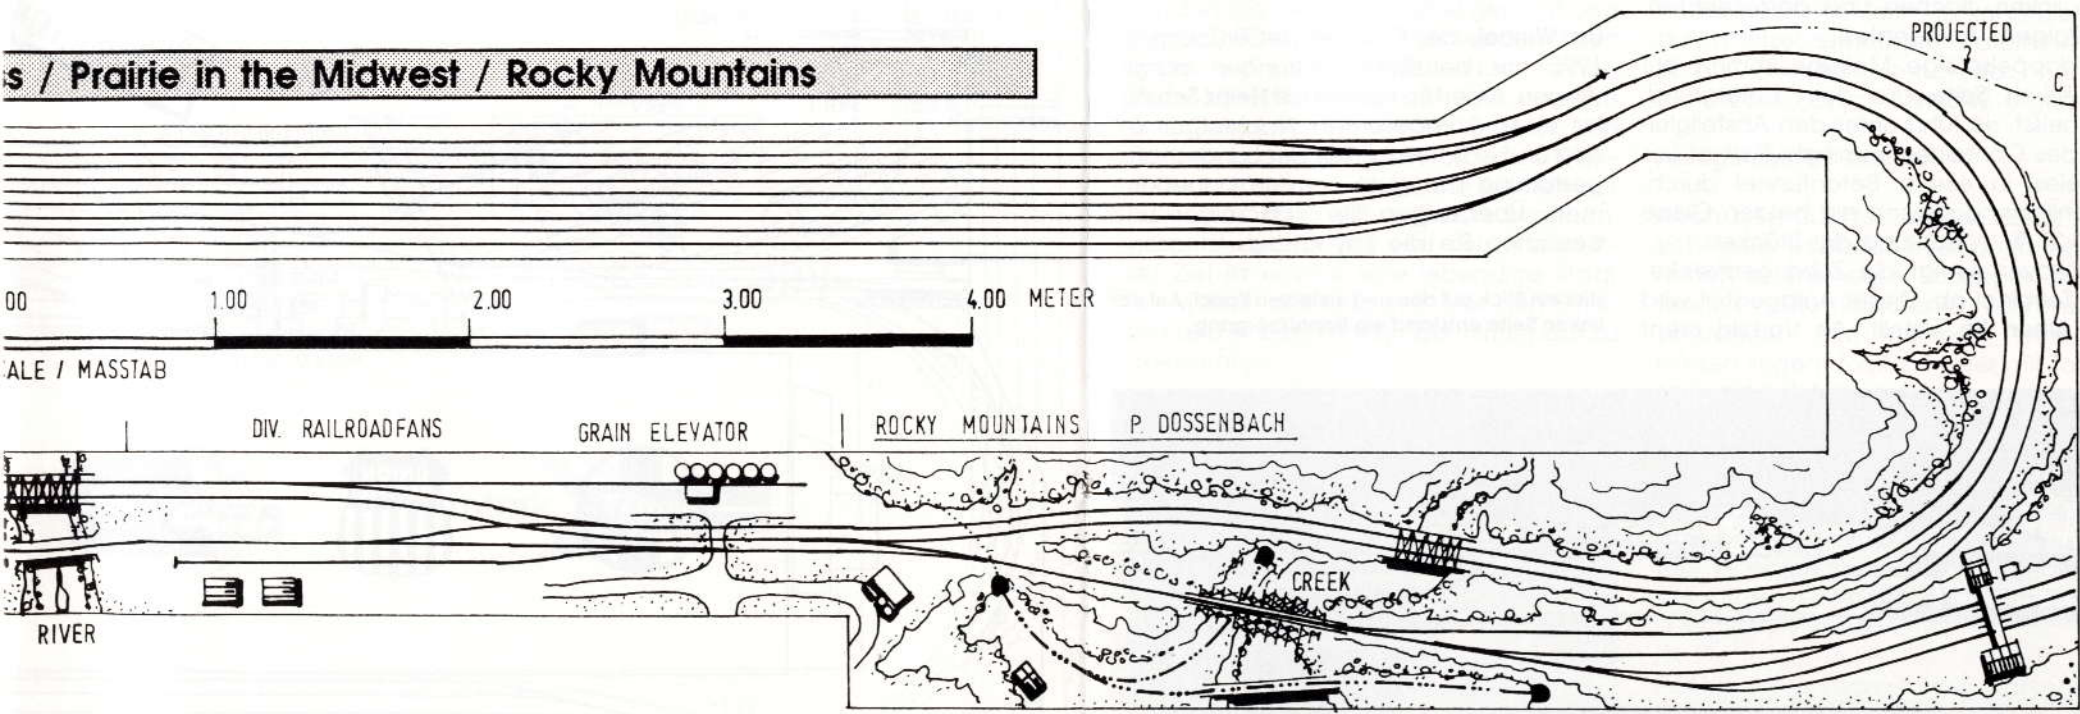 s / Prairie in the Midwest / Rocky Mountains
PROJECTED
C
00 1.00 2.00 3.00 4.00 METER
ALE / MASSTAB
DIV. RAILROADFANS
GRAIN ELEVATOR
ROCKY MOUNTAINS P. DOSSENBACH
CREEK
RIVER